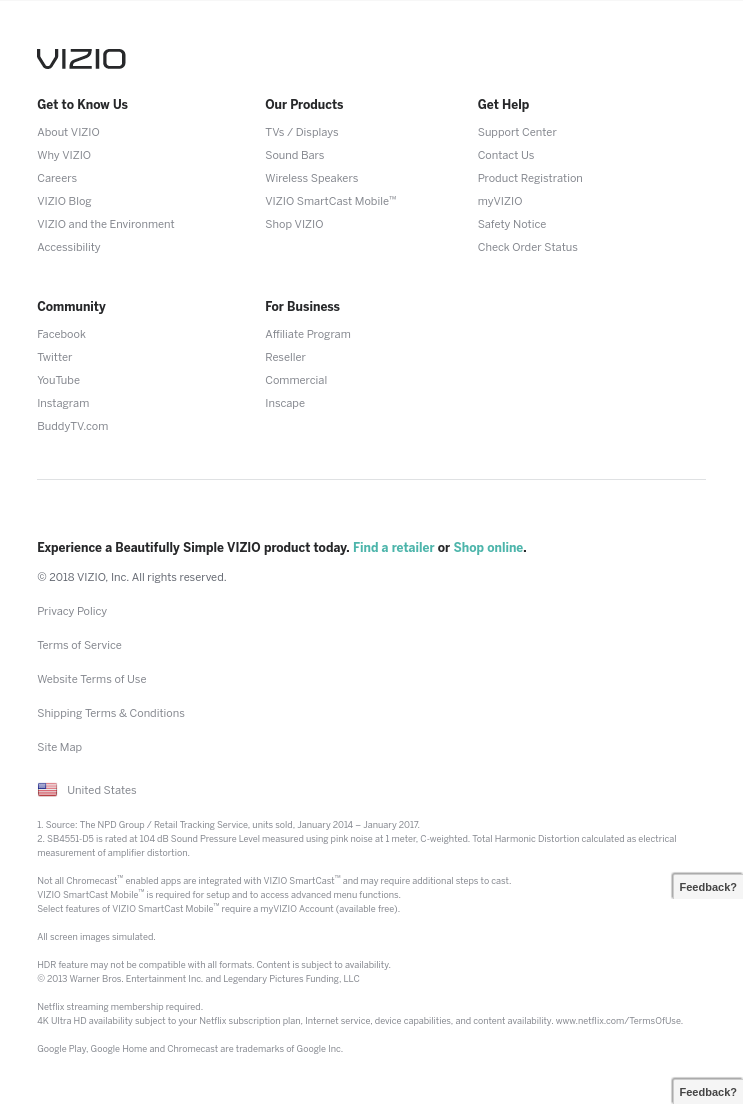 VIZIO
Get to Know Us
About VIZIO
Why VIZIO
Careers
VIZIO Blog
VIZIO and the Environment
Accessibility
Our Products
TVs / Displays
Sound Bars
Wireless Speakers
VIZIO SmartCast Mobile™
Shop VIZIO
Get Help
Support Center
Contact Us
Product Registration
myVIZIO
Safety Notice
Check Order Status
Community
Facebook
Twitter
YouTube
Instagram
BuddyTV.com
For Business
Affiliate Program
Reseller
Commercial
Inscape
Experience a Beautifully Simple VIZIO product today. Find a retailer or Shop online.
© 2018 VIZIO, Inc. All rights reserved.
Privacy Policy
Terms of Service
Website Terms of Use
Shipping Terms & Conditions
Site Map
United States
1. Source: The NPD Group / Retail Tracking Service, units sold, January 2014 – January 2017.
2. SB4551-D5 is rated at 104 dB Sound Pressure Level measured using pink noise at 1 meter, C-weighted. Total Harmonic Distortion calculated as electrical
measurement of amplifier distortion.
Not all Chromecast™ enabled apps are integrated with VIZIO SmartCast™ and may require additional steps to cast.
VIZIO SmartCast Mobile™ is required for setup and to access advanced menu functions.
Select features of VIZIO SmartCast Mobile™ require a myVIZIO Account (available free).
Feedback?
All screen images simulated.
HDR feature may not be compatible with all formats. Content is subject to availability.
© 2013 Warner Bros. Entertainment Inc. and Legendary Pictures Funding, LLC
Netflix streaming membership required.
4K Ultra HD availability subject to your Netflix subscription plan, Internet service, device capabilities, and content availability. www.netflix.com/TermsOfUse.
Google Play, Google Home and Chromecast are trademarks of Google Inc.
Feedback?